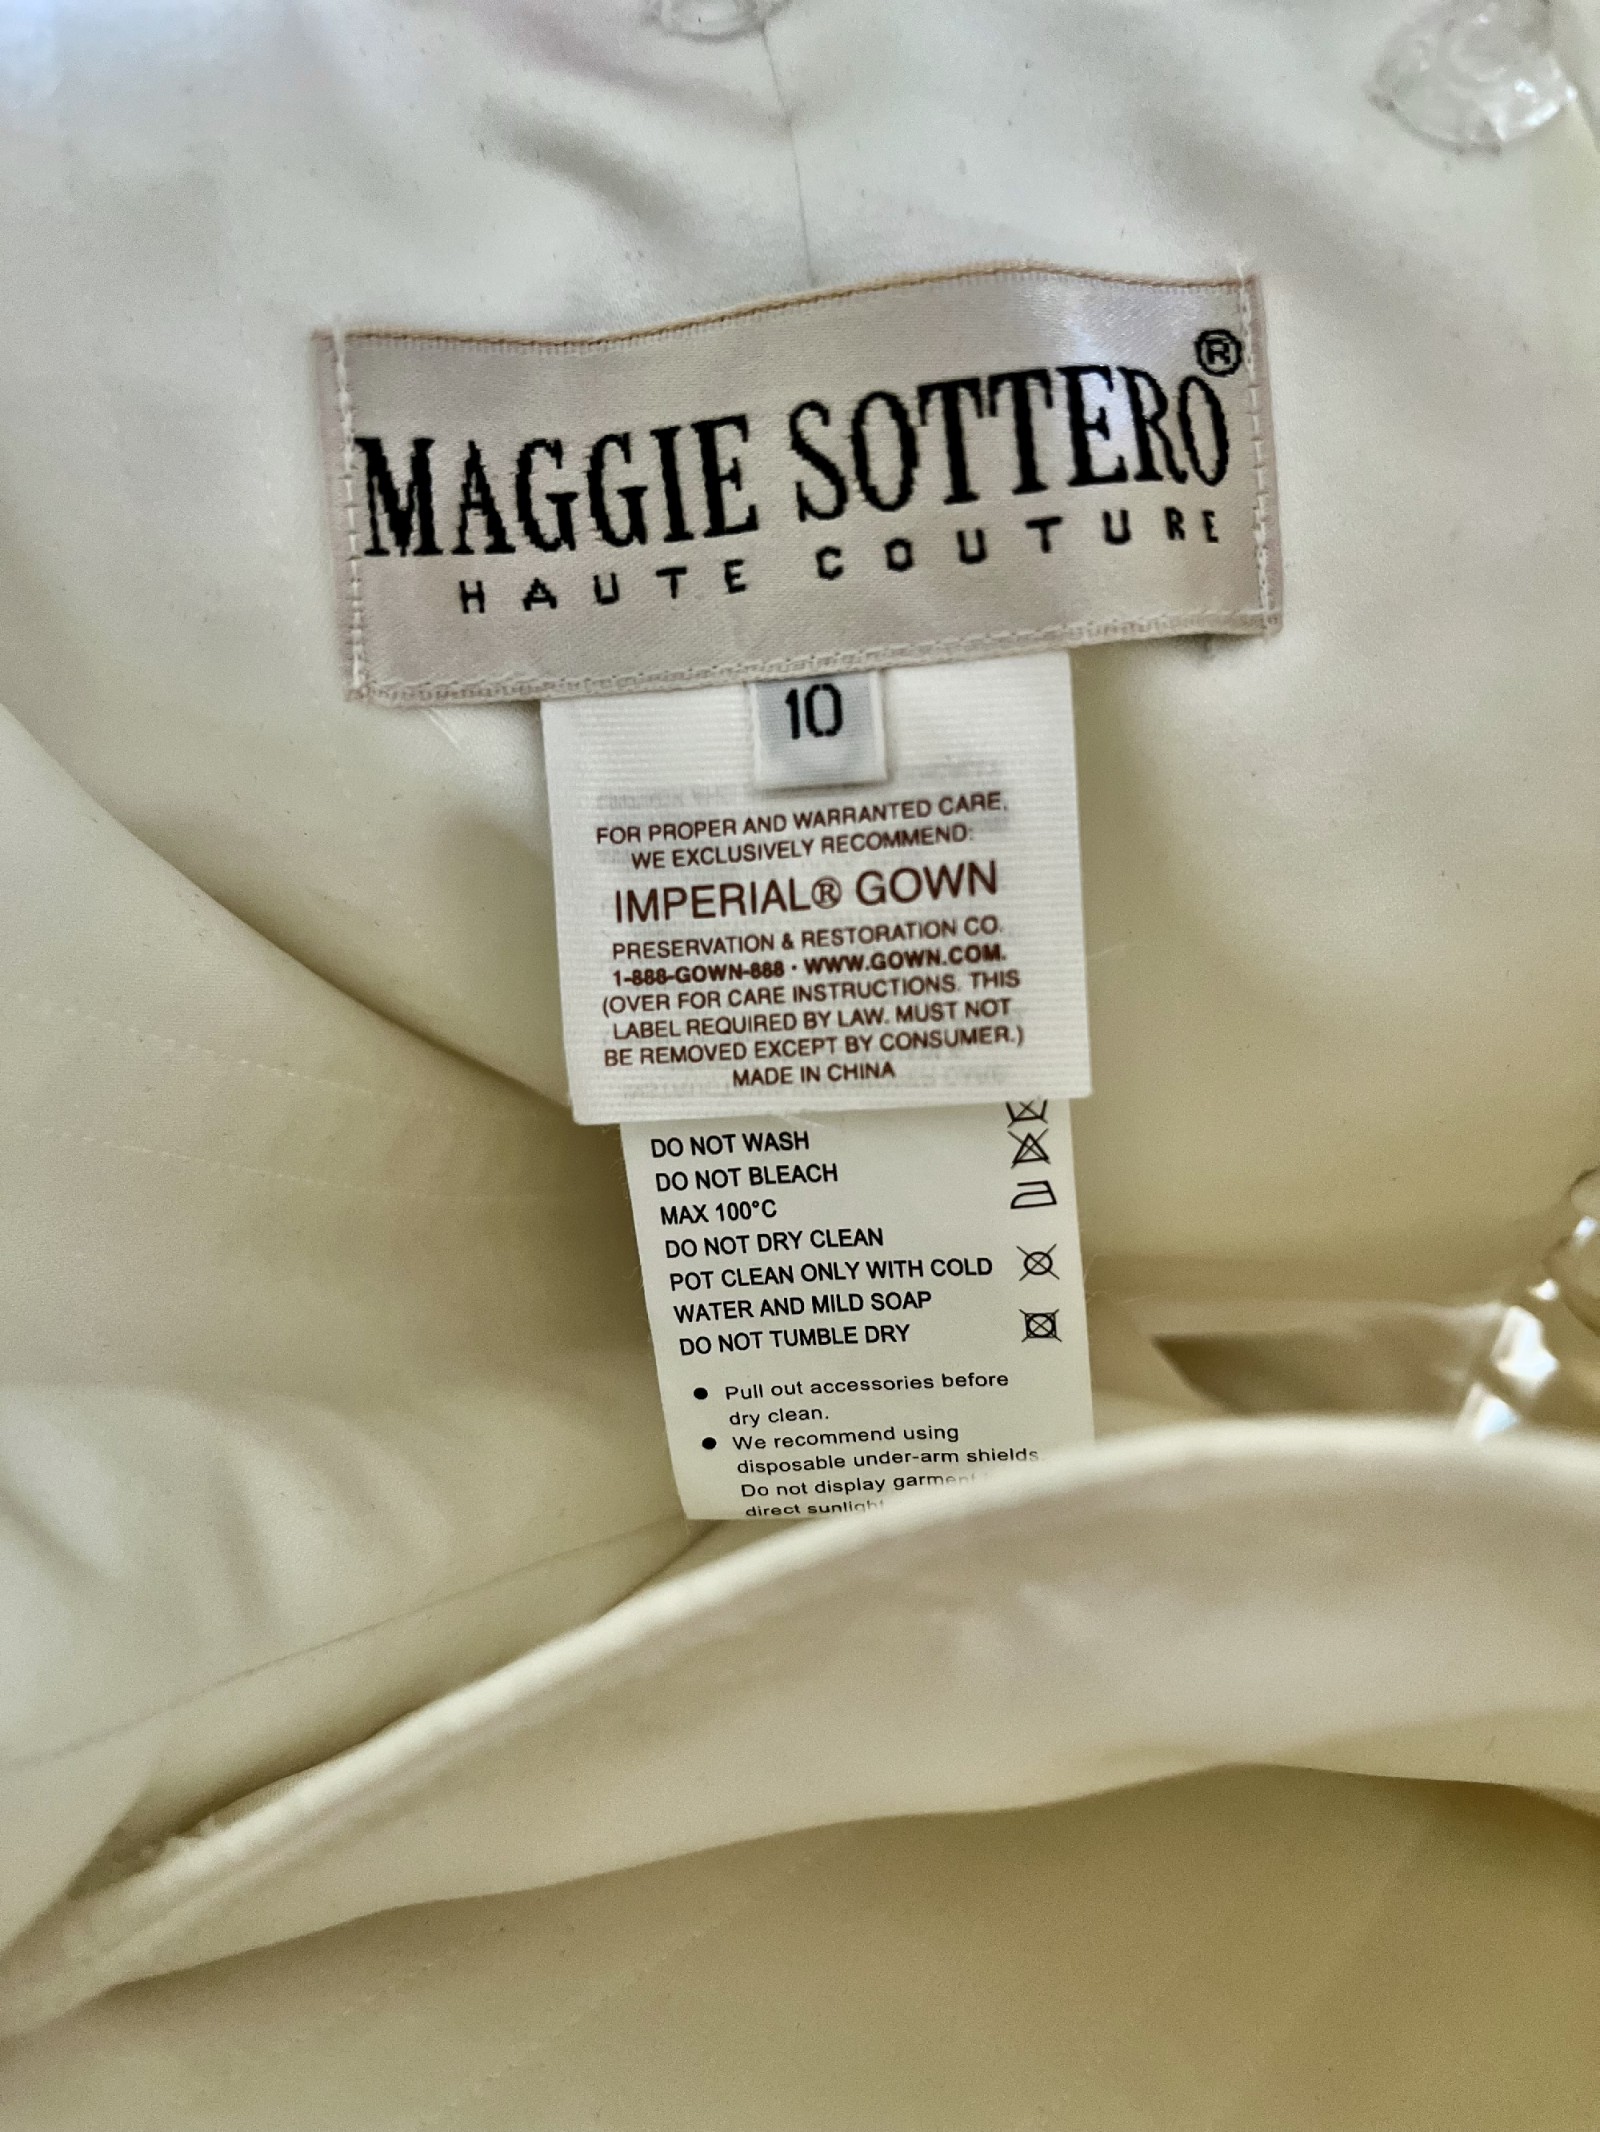 MAGGIE SOTTERO®
HAUTE COUTURE
10
FOR PROPER AND WARRANTED CARE,
WE EXCLUSIVELY RECOMMEND:
IMPERIAL® GOWN
PRESERVATION & RESTORATION CO.
1-888-GOWN-888 · WWW.GOWN.COM.
(OVER FOR CARE INSTRUCTIONS. THIS
LABEL REQUIRED BY LAW. MUST NOT
BE REMOVED EXCEPT BY CONSUMER.)
MADE IN CHINA
DO NOT WASH
DO NOT BLEACH
MAX 100°C
DO NOT DRY CLEAN
POT CLEAN ONLY WITH COLD
WATER AND MILD SOAP
DO NOT TUMBLE DRY
● Pull out accessories before
dry clean.
● We recommend using
disposable under-arm shields.
Do not display garment
direct sunlight